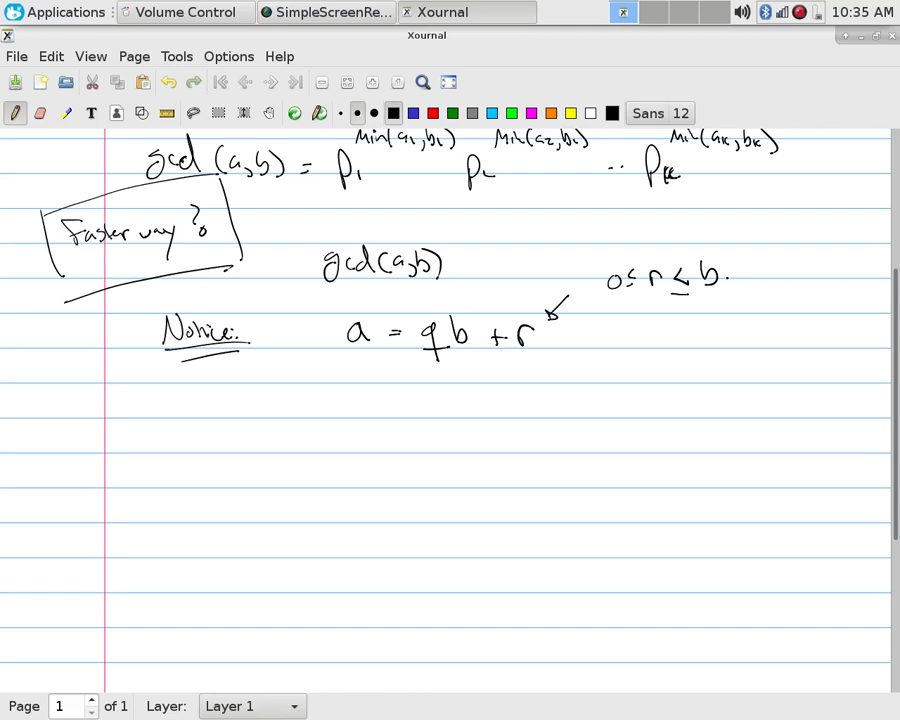 Applications Volume Control SimpleScreenRe... Xournal 10:35 AM
Xournal
File Edit View Page Tools Options Help
T Sans 12
gcd (a,b) = p₁^Min(a₁,b₁) p₂^Min(a₂,b₂) ·· pₖ^Min(aₖ,bₖ)
Faster way?
gcd(a,b)
0 ≤ r ≤ b.
Notice: a = qb + r
Page 1 of 1 Layer: Layer 1